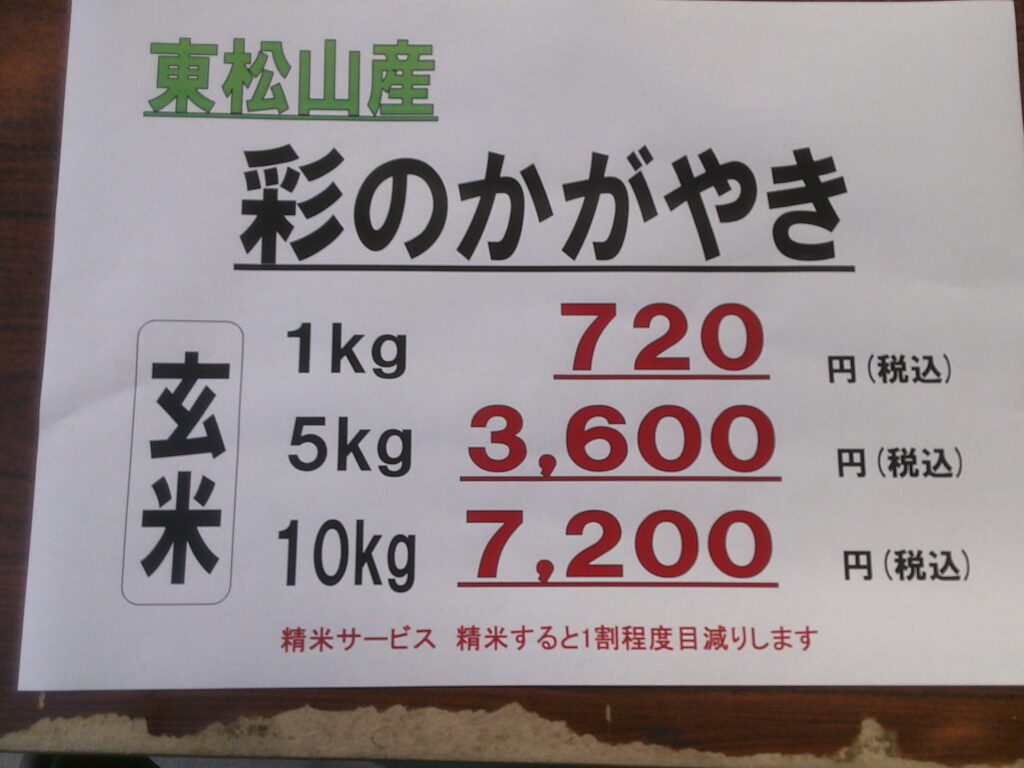 東松山産
彩のかがやき
玄米
1kg 720 円(税込)
5kg 3,600 円(税込)
10kg 7,200 円(税込)
精米サービス 精米すると1割程度目減りします